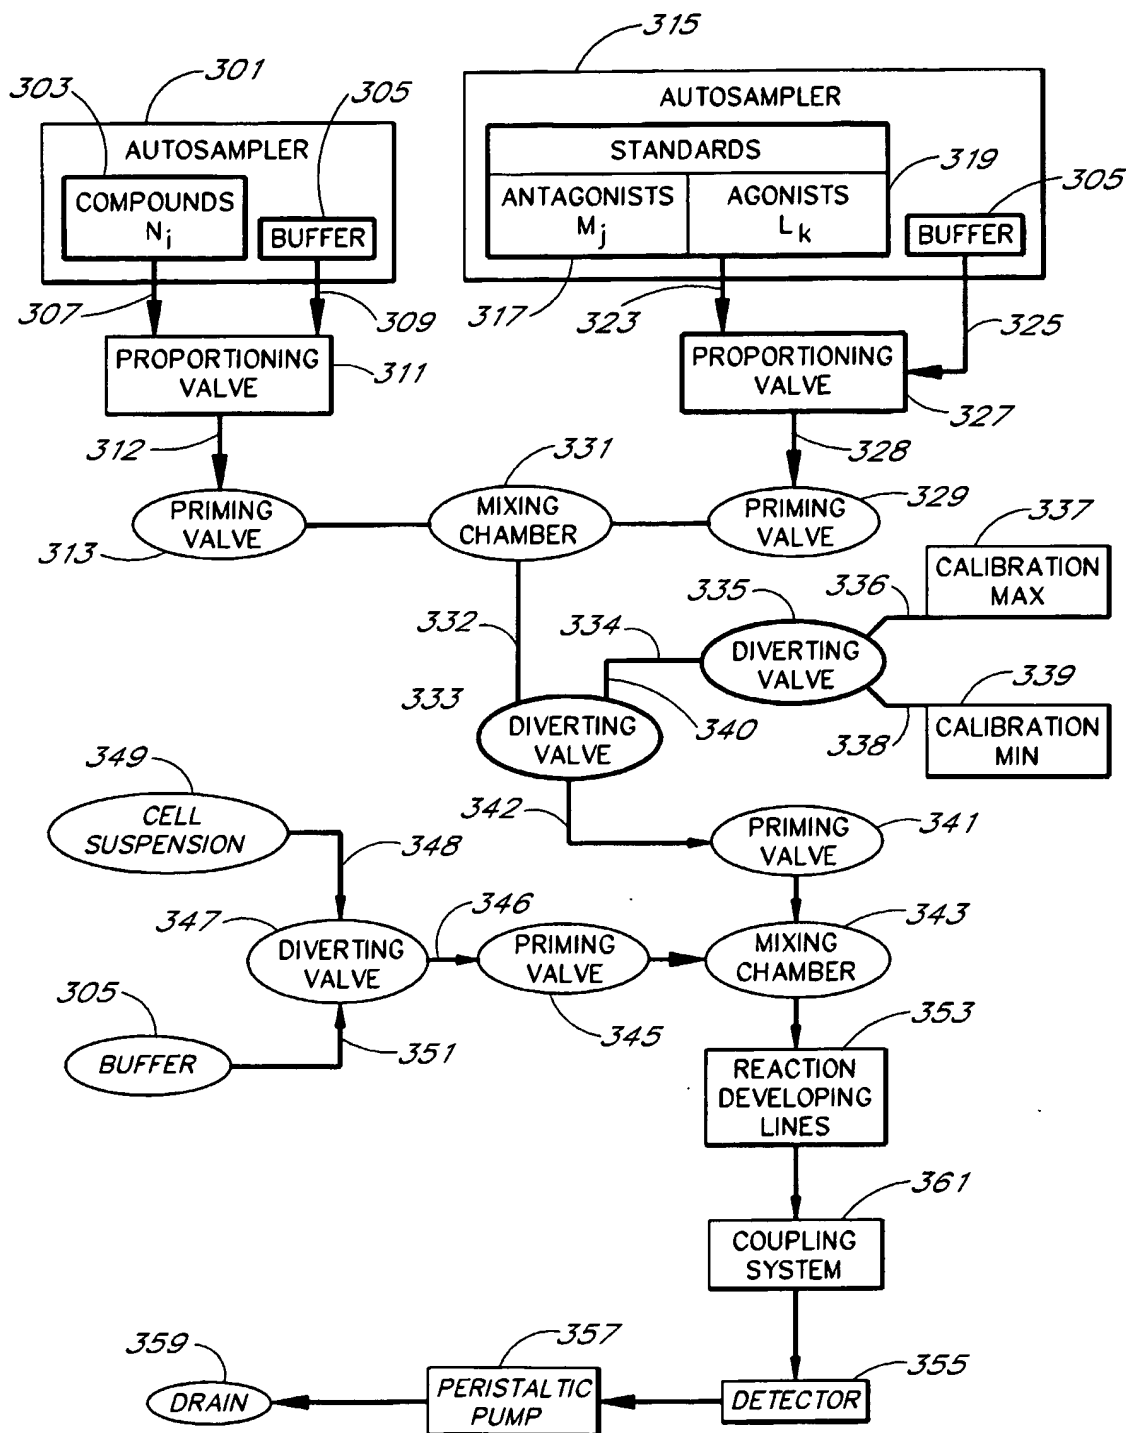 315
301
303
305
AUTOSAMPLER
AUTOSAMPLER
STANDARDS
319
305
COMPOUNDS
Ni
BUFFER
ANTAGONISTS
Mj
AGONISTS
Lk
BUFFER
307
309
317
323
325
PROPORTIONING
VALVE
311
PROPORTIONING
VALVE
327
312
331
328
329
PRIMING
VALVE
313
MIXING
CHAMBER
PRIMING
VALVE
337
CALIBRATION
MAX
336
335
332
334
DIVERTING
VALVE
339
333
340
338
CALIBRATION
MIN
DIVERTING
VALVE
349
CELL
SUSPENSION
342
341
PRIMING
VALVE
348
347
346
343
DIVERTING
VALVE
PRIMING
VALVE
MIXING
CHAMBER
305
345
353
BUFFER
351
REACTION
DEVELOPING
LINES
361
COUPLING
SYSTEM
359
357
355
DRAIN
PERISTALTIC
PUMP
DETECTOR